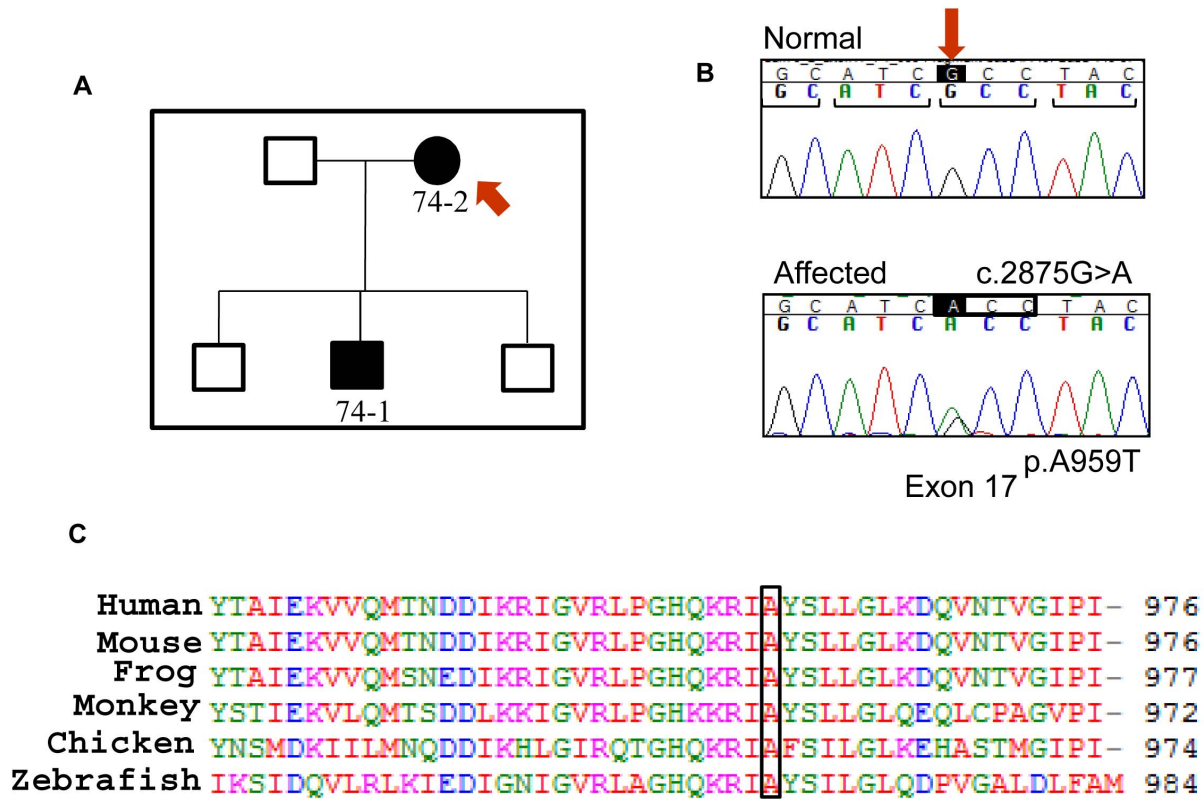 A
74-2
74-1
B
Normal
G C A T C G C C T A C
G C A T C G C C T A C
Affected c.2875G>A
G C A T C A C C T A C
G C A T C A C C T A C
p.A959T
Exon 17
C
Human YTAIEKVVQMTNDDIKRIGVRLPGHQKRIAYSLLGLKDQVNTVGIPI- 976
Mouse YTAIEKVVQMTNDDIKRIGVRLPGHQKRIAYSLLGLKDQVNTVGIPI- 976
Frog YTAIEKVVQMSNEDIKRIGVRLPGHQKRIAYSLLGLKDQVNTVGIPI- 977
Monkey YSTIEKVLQMTSDDLKKIGVRLPGHKKRIAYSLLGLQEQLCPAGVPI- 972
Chicken YNSMDKIILMNQDDIKHLGIRQTGHQKRIAFSILGLKEHASTMGIPI- 974
Zebrafish IKSIDQVLRLKIEDIGNIGVRLAGHQKRIAYSILGLQDPVGALDLFAM 984